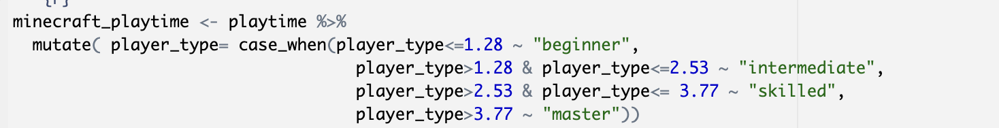 {r}
minecraft_playtime <- playtime %>%
  mutate( player_type= case_when(player_type<=1.28 ~ "beginner",
                                 player_type>1.28 & player_type<=2.53 ~ "intermediate",
                                 player_type>2.53 & player_type<= 3.77 ~ "skilled",
                                 player_type>3.77 ~ "master"))